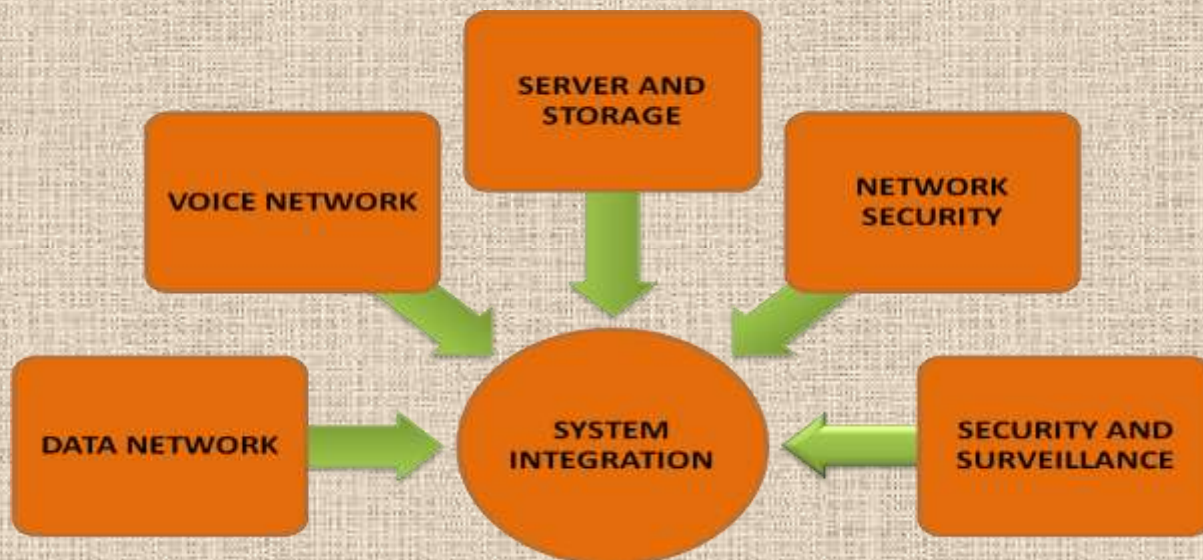 SERVER AND
STORAGE
VOICE NETWORK
NETWORK
SECURITY
DATA NETWORK
SYSTEM
INTEGRATION
SECURITY AND
SURVEILLANCE